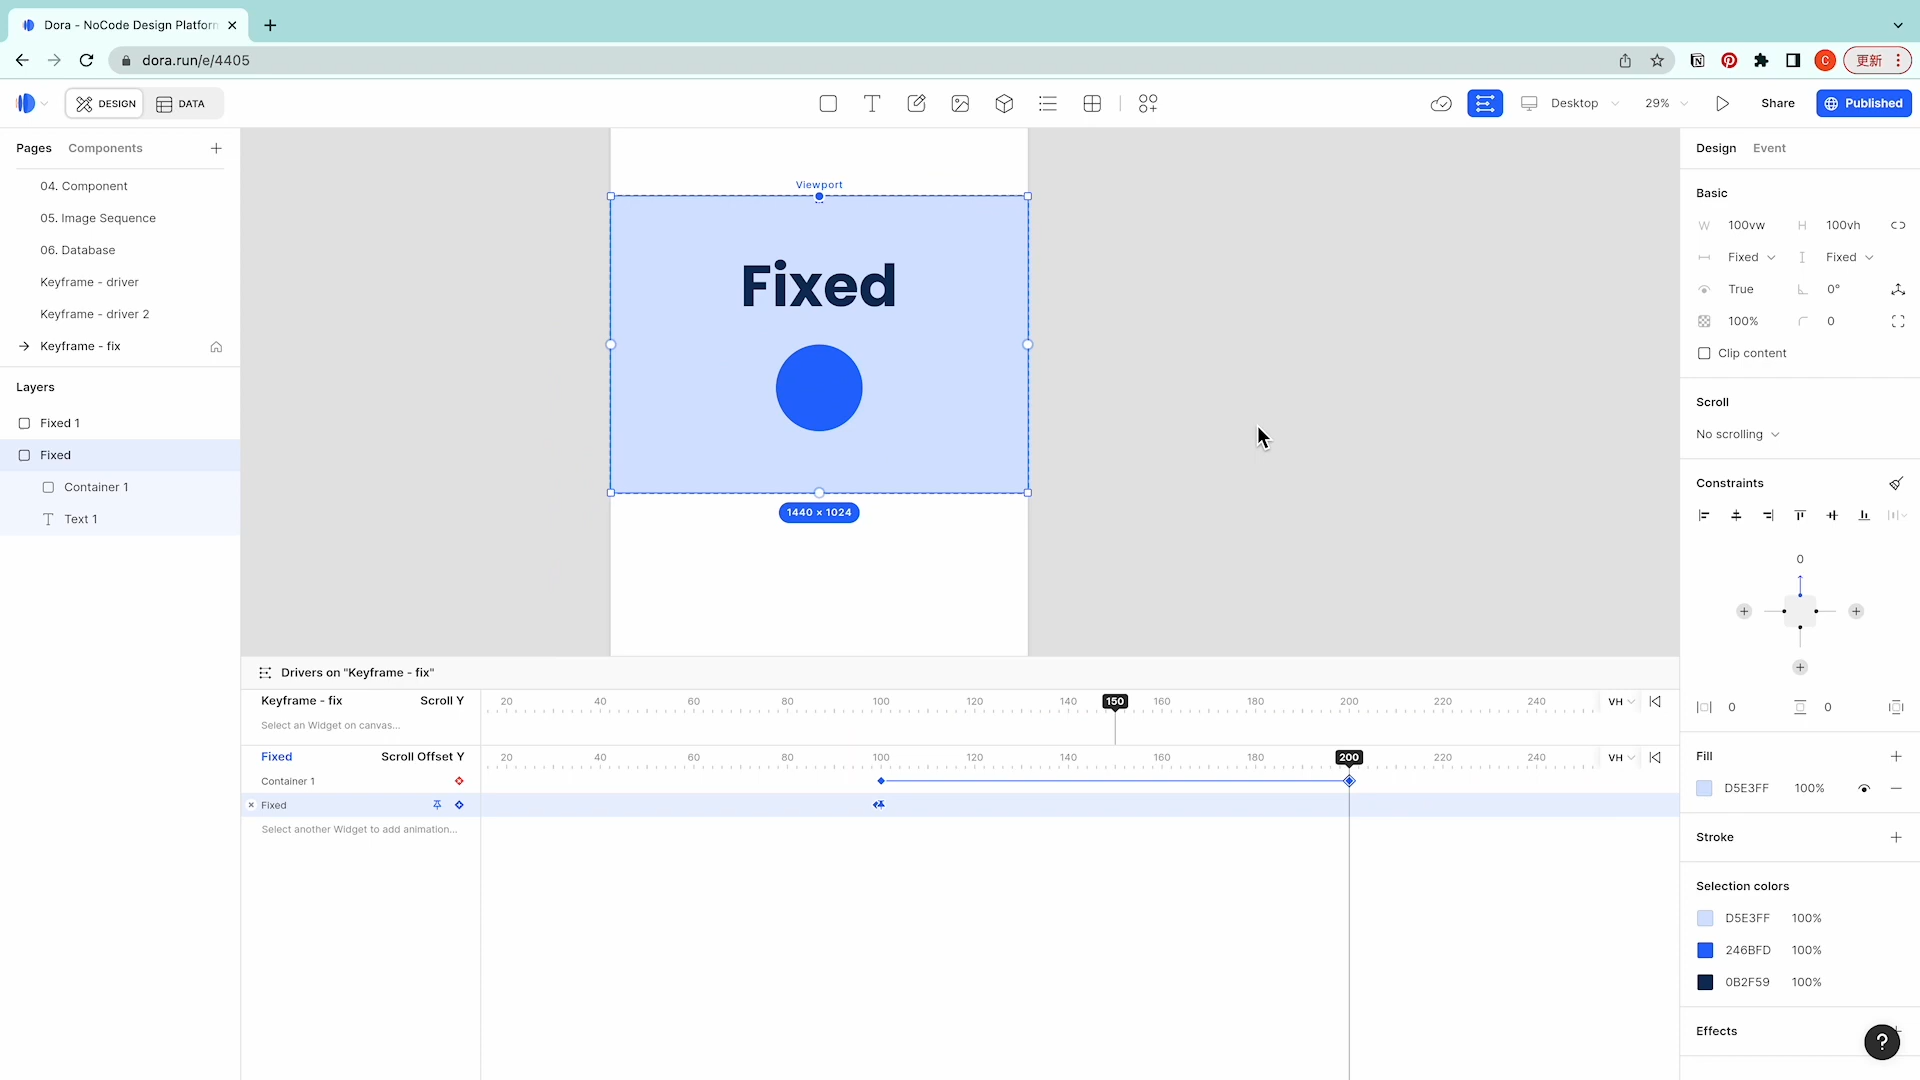 Dora - NoCode Design Platforn
dora.run/e/4405
C
更新
DESIGN
DATA
Desktop
29%
Share
Published
Pages
Components
04. Component
05. Image Sequence
06. Database
Keyframe - driver
Keyframe - driver 2
Keyframe - fix
Layers
Fixed 1
Fixed
Container 1
Text 1
Viewport
Fixed
1440 × 1024
Drivers on "Keyframe - fix"
Keyframe - fix Scroll Y
20 40 60 80 100 120 140 150 160 180 200 220 240 VH
Select an Widget on canvas...
Fixed Scroll Offset Y
20 40 60 80 100 120 140 160 180 200 220 240 VH
Container 1
Fixed
Select another Widget to add animation...
Design Event
Basic
W 100vw H 100vh
Fixed Fixed
True 0°
100% 0
Clip content
Scroll
No scrolling
Constraints
0
0 0
Fill
D5E3FF 100%
Stroke
Selection colors
D5E3FF 100%
246BFD 100%
0B2F59 100%
Effects
?